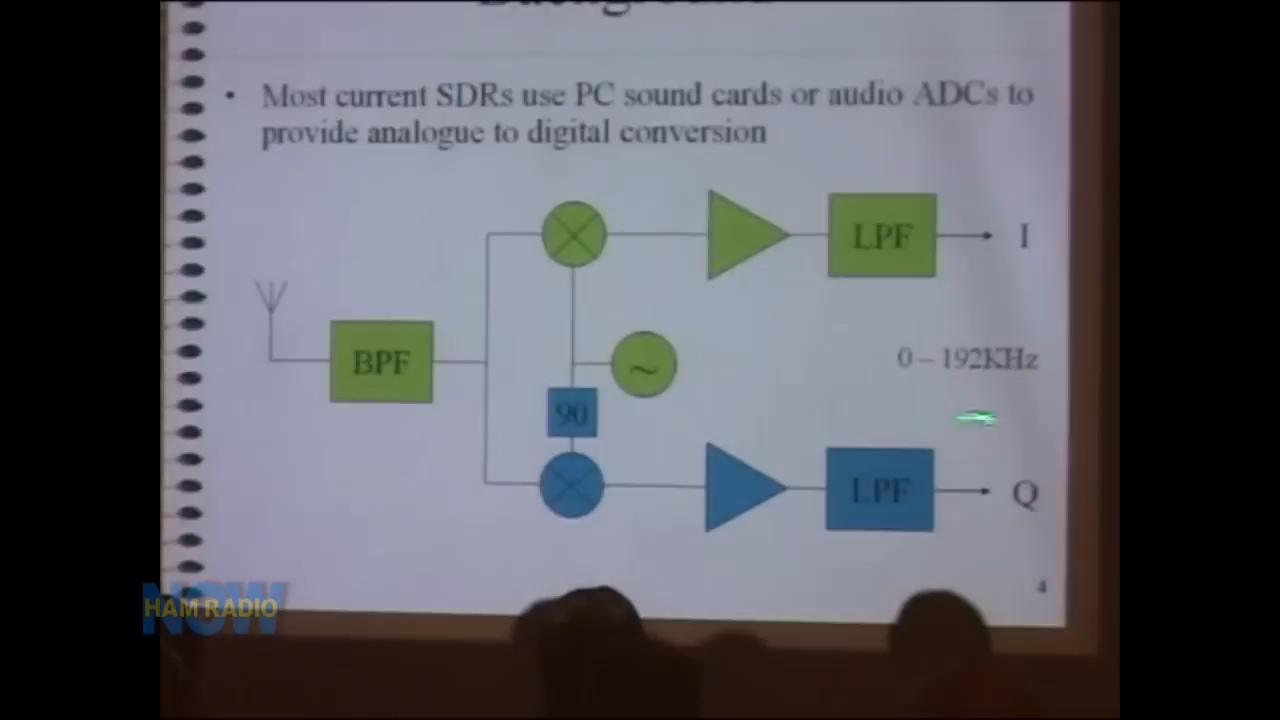 Background
• Most current SDRs use PC sound cards or audio ADCs to
provide analogue to digital conversion
LPF
I
BPF
~
0 – 192KHz
90
LPF
Q
4
NOW
HAM RADIO